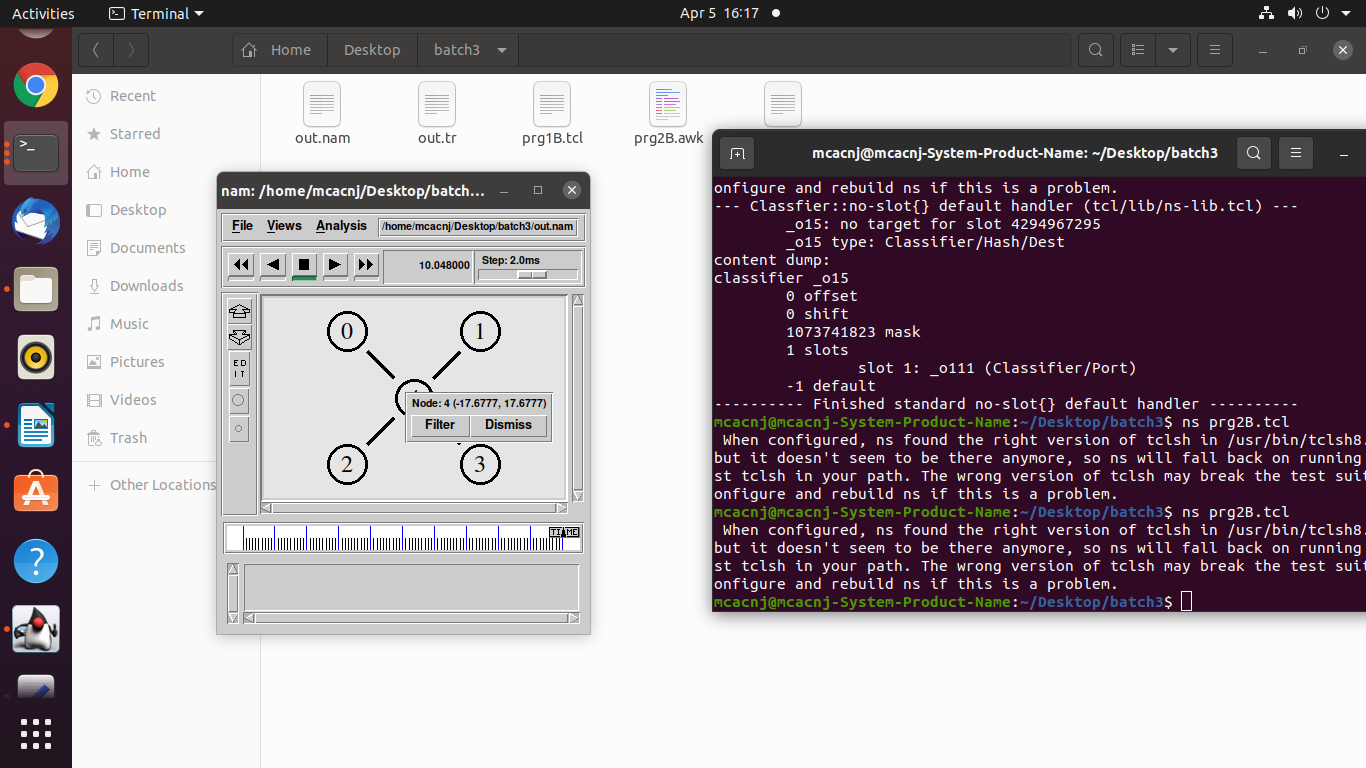 Activities
Terminal
Apr 5 16:17
Home
Desktop
batch3
Recent
Starred
Home
Desktop
Documents
Downloads
Music
Pictures
Videos
Trash
Other Locations
out.nam
out.tr
prg1B.tcl
prg2B.awk
nam: /home/mcacnj/Desktop/batch...
File Views Analysis /home/mcacnj/Desktop/batch3/out.nam
10.048000
Step: 2.0ms
E D
I T
0
1
Node: 4 (-17.6777, 17.6777)
Filter
Dismiss
2
3
TIME
mcacnj@mcacnj-System-Product-Name: ~/Desktop/batch3
onfigure and rebuild ns if this is a problem.
--- Classfier::no-slot{} default handler (tcl/lib/ns-lib.tcl) ---
_o15: no target for slot 4294967295
_o15 type: Classifier/Hash/Dest
content dump:
classifier _o15
0 offset
0 shift
1073741823 mask
1 slots
slot 1: _o111 (Classifier/Port)
-1 default
---------- Finished standard no-slot{} default handler ----------
mcacnj@mcacnj-System-Product-Name:~/Desktop/batch3$ ns prg2B.tcl
When configured, ns found the right version of tclsh in /usr/bin/tclsh8.
but it doesn't seem to be there anymore, so ns will fall back on running
st tclsh in your path. The wrong version of tclsh may break the test suit
onfigure and rebuild ns if this is a problem.
mcacnj@mcacnj-System-Product-Name:~/Desktop/batch3$ ns prg2B.tcl
When configured, ns found the right version of tclsh in /usr/bin/tclsh8.
but it doesn't seem to be there anymore, so ns will fall back on running
st tclsh in your path. The wrong version of tclsh may break the test suit
onfigure and rebuild ns if this is a problem.
mcacnj@mcacnj-System-Product-Name:~/Desktop/batch3$